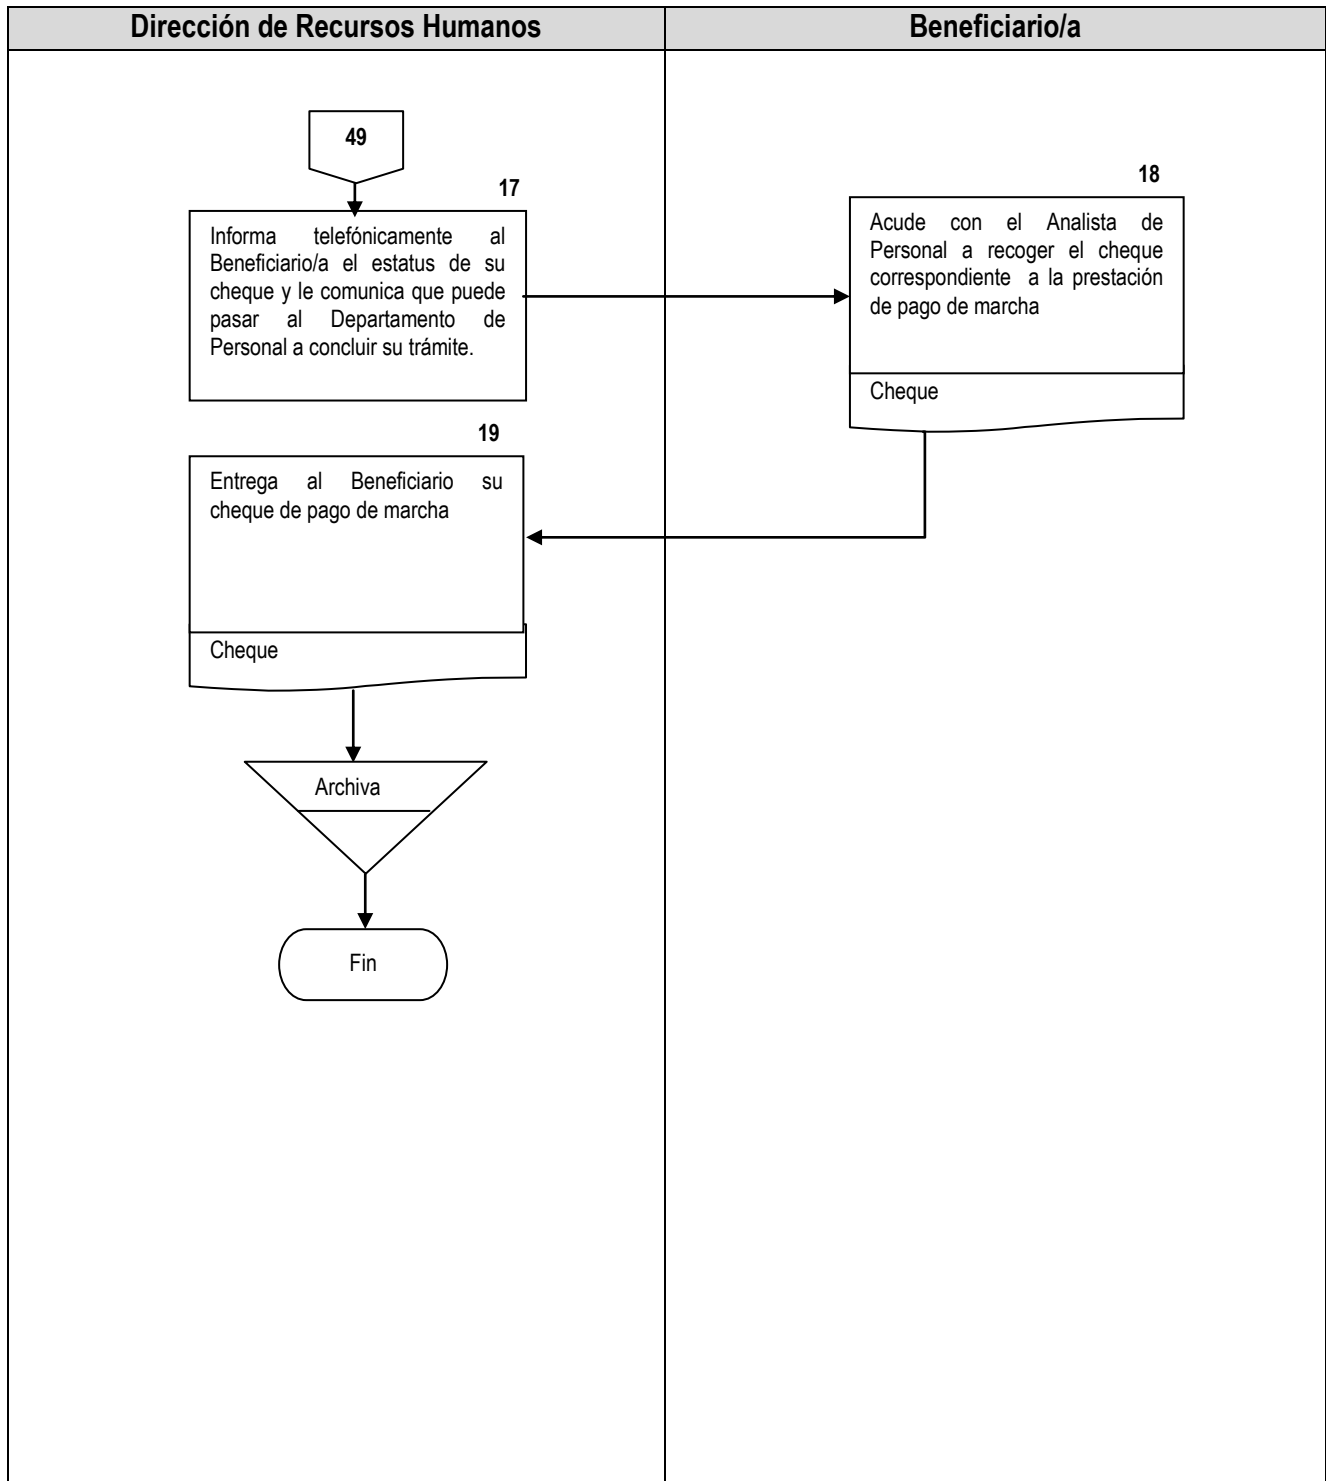 Dirección de Recursos Humanos
Beneficiario/a
49
17
Informa telefónicamente al
Beneficiario/a el estatus de su
cheque y le comunica que puede
pasar al Departamento de
Personal a concluir su trámite.
18
Acude con el Analista de
Personal a recoger el cheque
correspondiente a la prestación
de pago de marcha
Cheque
19
Entrega al Beneficiario su
cheque de pago de marcha
Cheque
Archiva
Fin